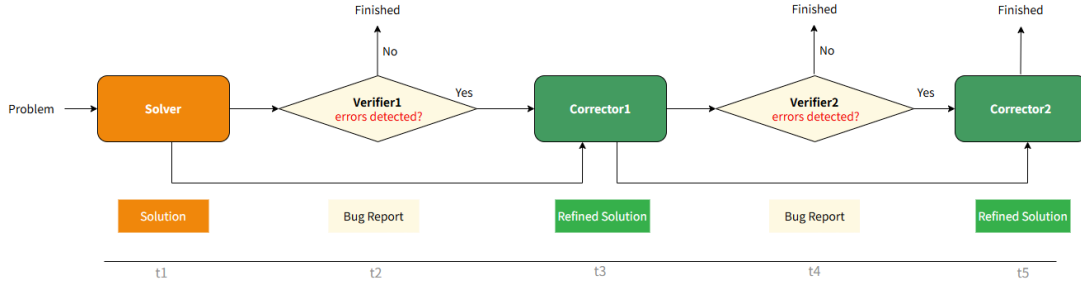 Finished
Finished
Finished
No
No
Problem
Solver
Verifier1
errors detected?
Yes
Corrector1
Verifier2
errors detected?
Yes
Corrector2
Solution
Bug Report
Refined Solution
Bug Report
Refined Solution
t1
t2
t3
t4
t5